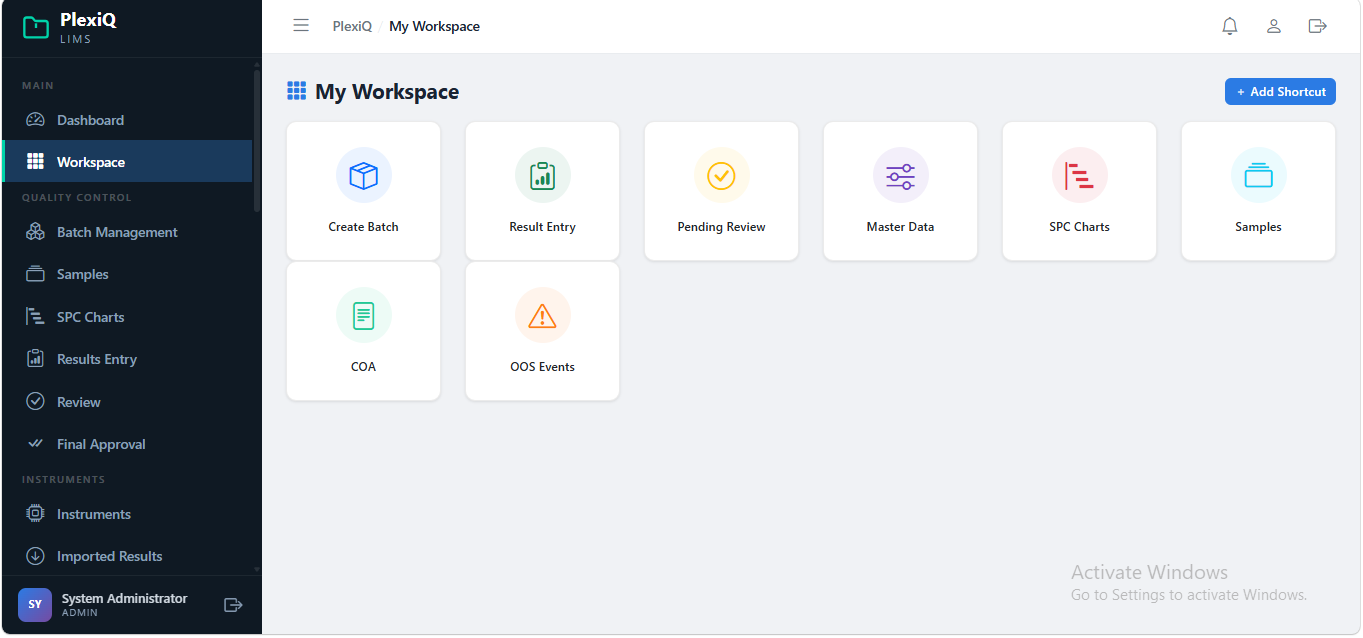 PlexiQ
LIMS
MAIN
Dashboard
Workspace
QUALITY CONTROL
Batch Management
Samples
SPC Charts
Results Entry
Review
Final Approval
INSTRUMENTS
Instruments
Imported Results
SY
System Administrator
ADMIN
PlexiQ / My Workspace
My Workspace
+ Add Shortcut
Create Batch
Result Entry
Pending Review
Master Data
SPC Charts
Samples
COA
OOS Events
Activate Windows
Go to Settings to activate Windows.